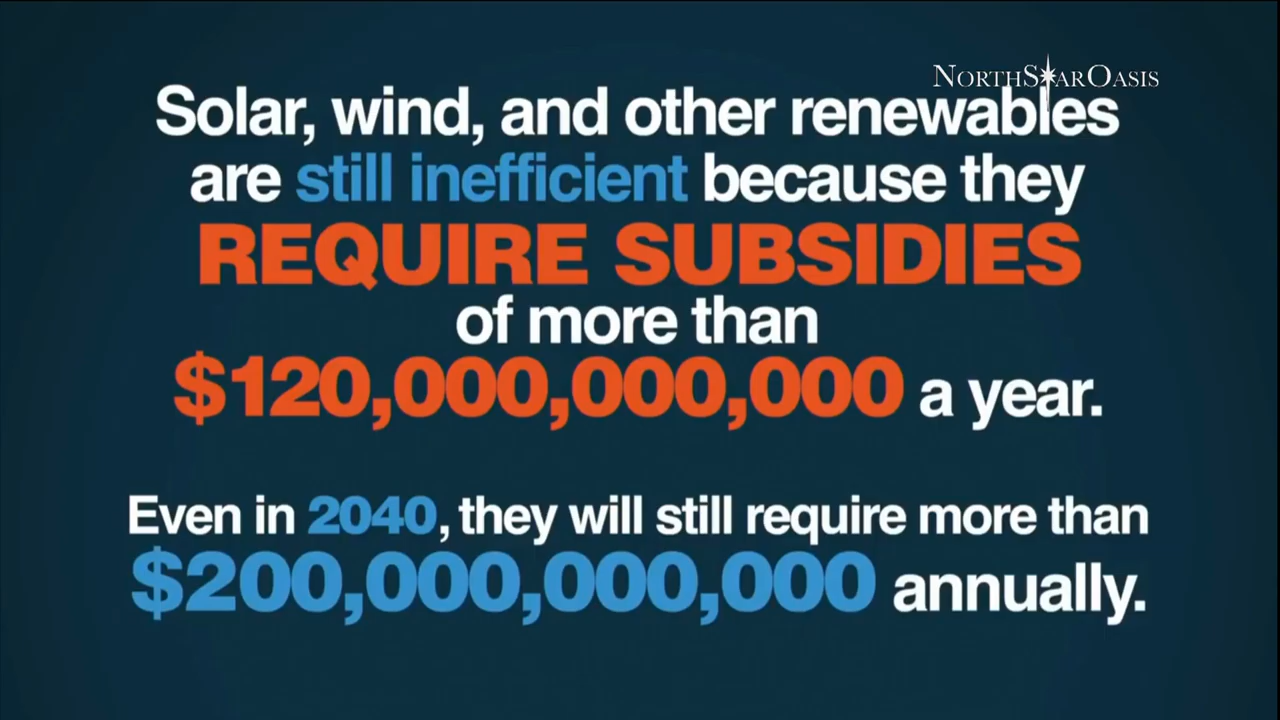 NORTHSTAROASIS
Solar, wind, and other renewables
are still inefficient because they
REQUIRE SUBSIDIES
of more than
$120,000,000,000 a year.
Even in 2040, they will still require more than
$200,000,000,000 annually.